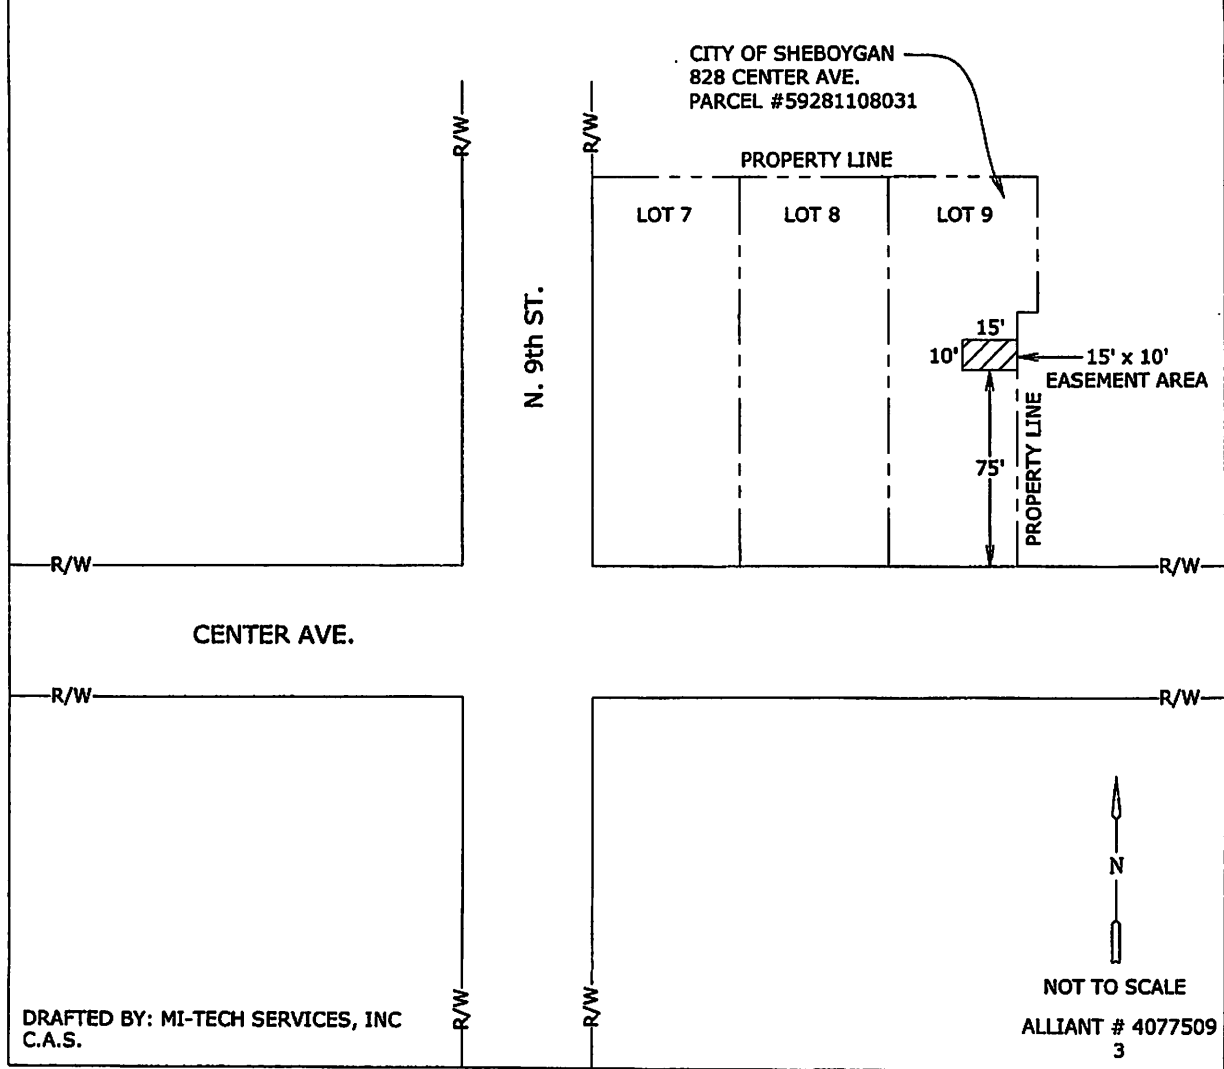 CITY OF SHEBOYGAN
828 CENTER AVE.
PARCEL #59281108031
R/W
R/W
PROPERTY LINE
LOT 7
LOT 8
LOT 9
N. 9th ST.
15'
10'
15' x 10'
EASEMENT AREA
75'
PROPERTY LINE
R/W
R/W
CENTER AVE.
R/W
R/W
N
NOT TO SCALE
R/W
R/W
DRAFTED BY: MI-TECH SERVICES, INC
C.A.S.
ALLIANT # 4077509
3